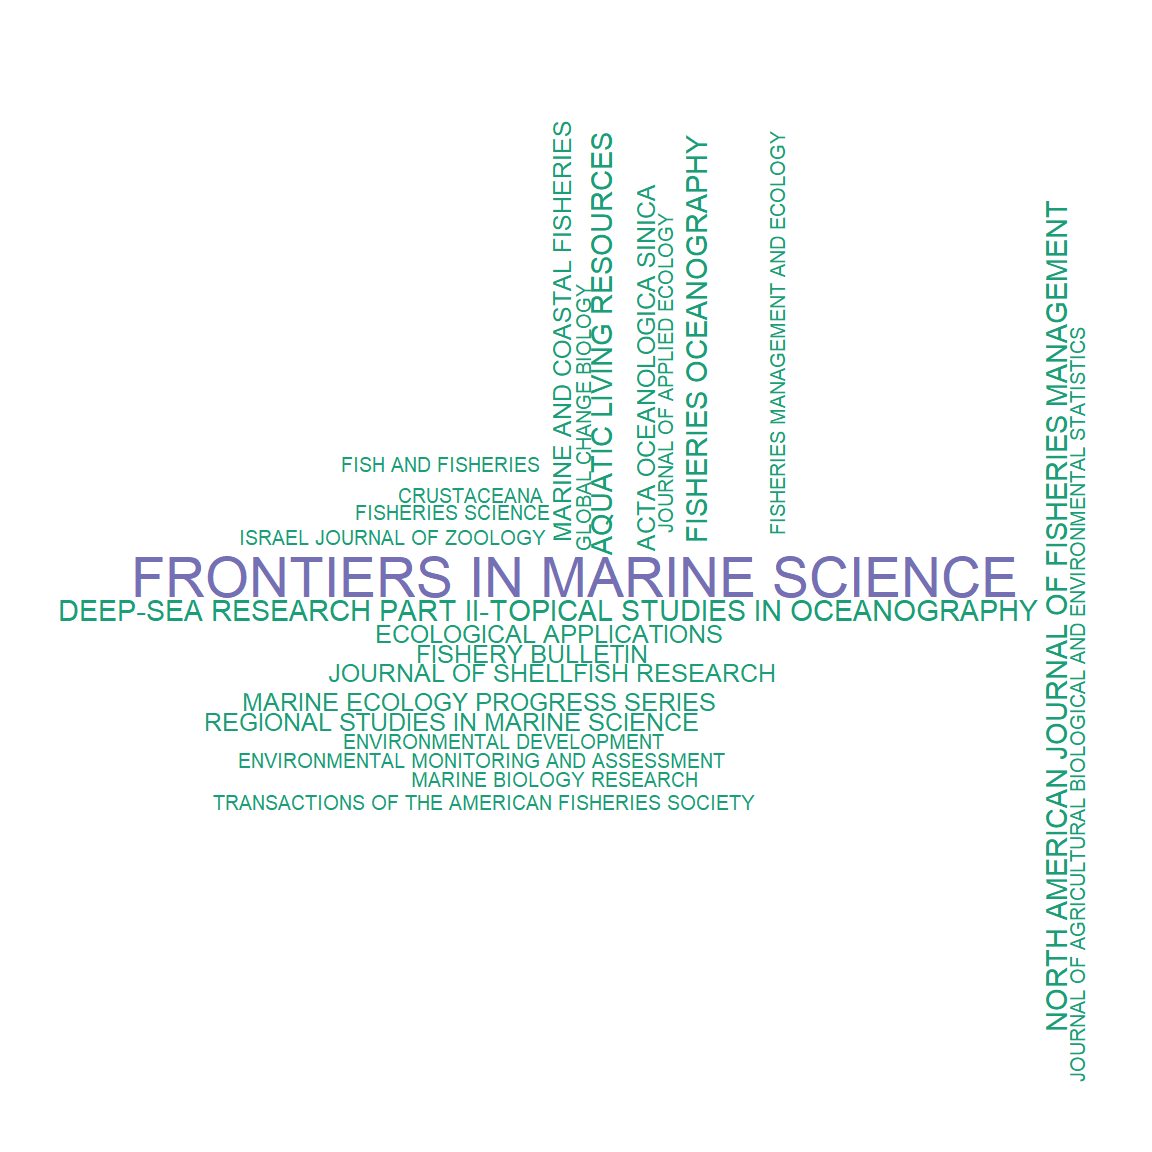 MARINE AND COASTAL FISHERIES
GLOBAL CHANGE BIOLOGY
AQUATIC LIVING RESOURCES
ACTA OCEANOLOGICA SINICA
JOURNAL OF APPLIED ECOLOGY
FISHERIES OCEANOGRAPHY
FISHERIES MANAGEMENT AND ECOLOGY
NORTH AMERICAN JOURNAL OF FISHERIES MANAGEMENT
JOURNAL OF AGRICULTURAL BIOLOGICAL AND ENVIRONMENTAL STATISTICS
FISH AND FISHERIES
CRUSTACEANA
FISHERIES SCIENCE
ISRAEL JOURNAL OF ZOOLOGY
FRONTIERS IN MARINE SCIENCE
DEEP-SEA RESEARCH PART II-TOPICAL STUDIES IN OCEANOGRAPHY
ECOLOGICAL APPLICATIONS
FISHERY BULLETIN
JOURNAL OF SHELLFISH RESEARCH
MARINE ECOLOGY PROGRESS SERIES
REGIONAL STUDIES IN MARINE SCIENCE
ENVIRONMENTAL DEVELOPMENT
ENVIRONMENTAL MONITORING AND ASSESSMENT
MARINE BIOLOGY RESEARCH
TRANSACTIONS OF THE AMERICAN FISHERIES SOCIETY